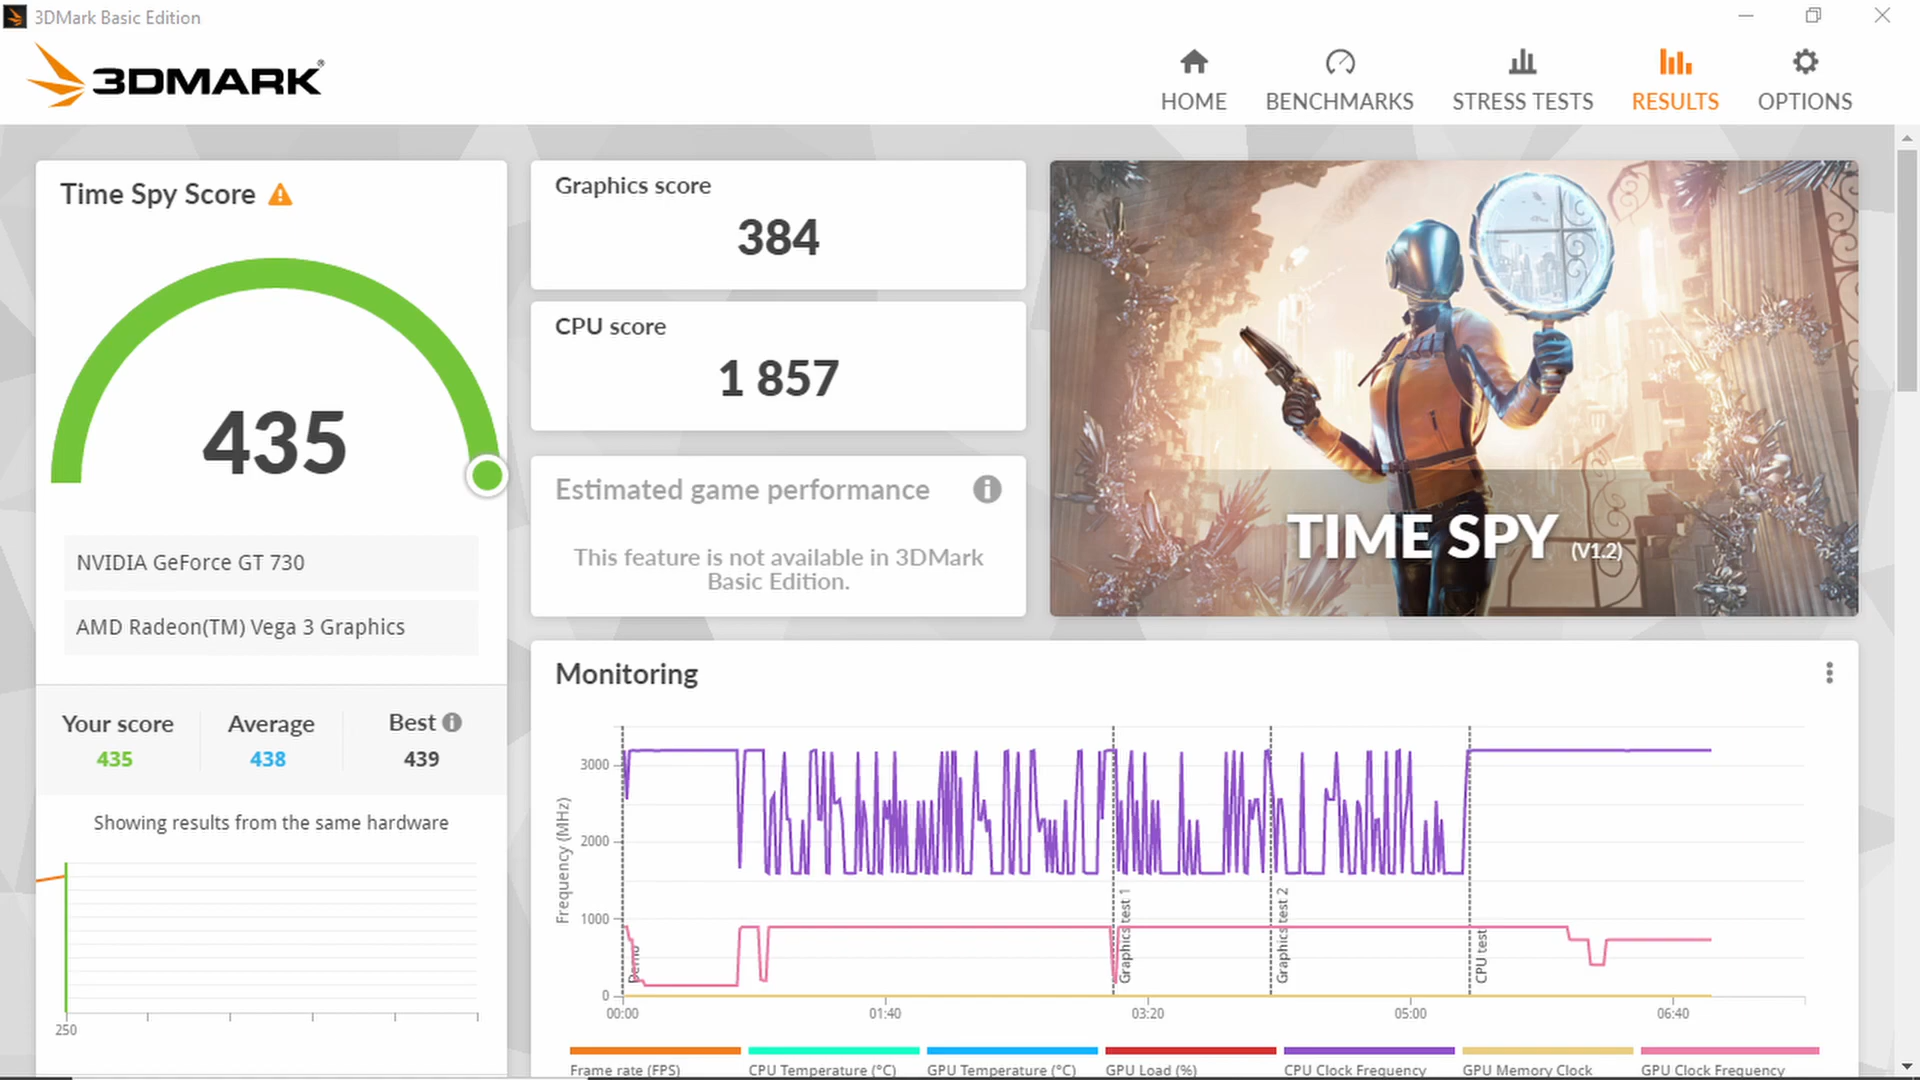 3DMark Basic Edition
3DMARK®
HOME
BENCHMARKS
STRESS TESTS
RESULTS
OPTIONS
Time Spy Score
435
NVIDIA GeForce GT 730
AMD Radeon(TM) Vega 3 Graphics
Your score
435
Average
438
Best
439
Showing results from the same hardware
250
Graphics score
384
CPU score
1 857
Estimated game performance
This feature is not available in 3DMark
Basic Edition.
TIME SPY (V1.2)
Monitoring
Frequency (MHz)
3000
2000
1000
0
Demo
Graphics test 1
Graphics test 2
CPU test
00:00
01:40
03:20
05:00
06:40
Frame rate (FPS)
CPU Temperature (°C)
GPU Temperature (°C)
GPU Load (%)
CPU Clock Frequency
GPU Memory Clock
GPU Clock Frequency